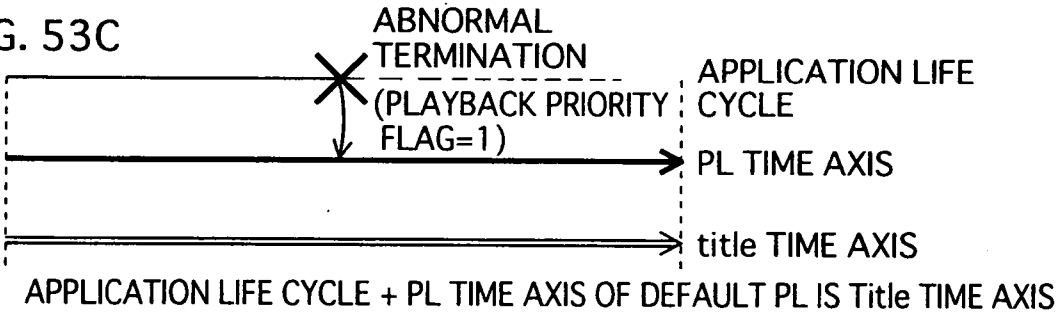 G. 53C
ABNORMAL
TERMINATION
(PLAYBACK PRIORITY
FLAG=1)
APPLICATION LIFE
CYCLE
PL TIME AXIS
title TIME AXIS
APPLICATION LIFE CYCLE + PL TIME AXIS OF DEFAULT PL IS Title TIME AXIS